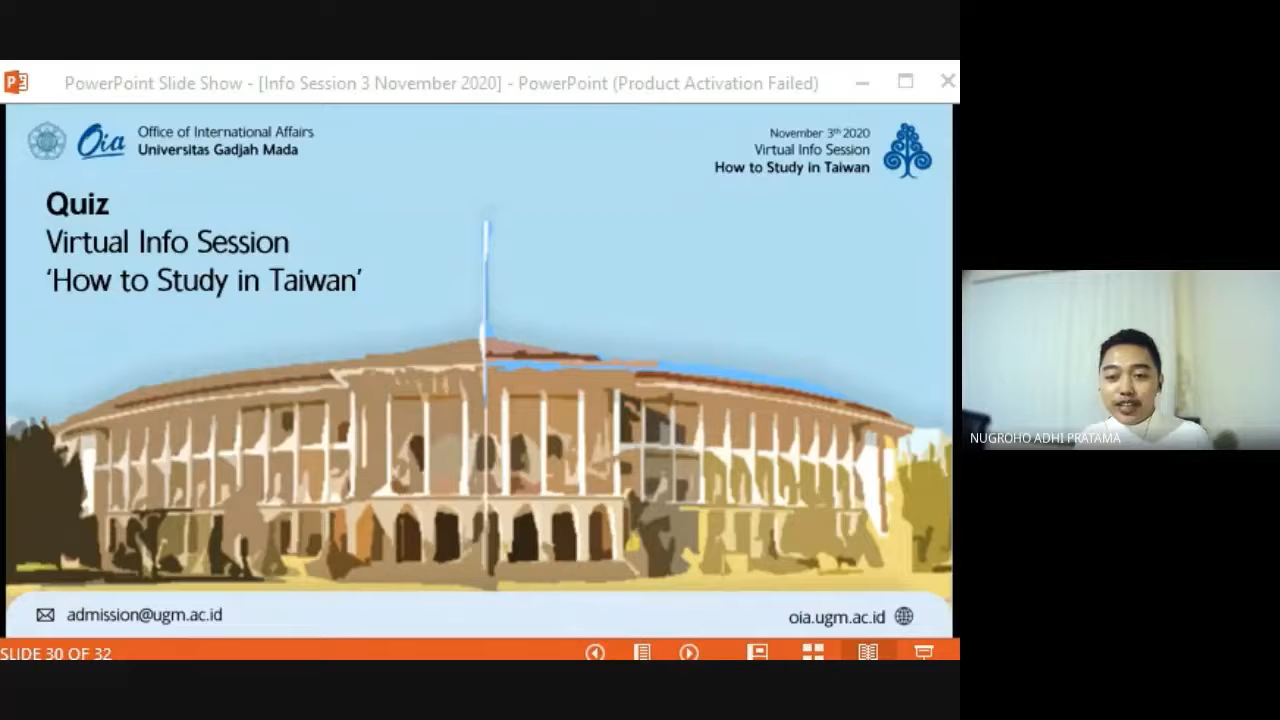 PowerPoint Slide Show - [Info Session 3 November 2020] - PowerPoint (Product Activation Failed)
Oia
Office of International Affairs
Universitas Gadjah Mada
November 3th 2020
Virtual Info Session
How to Study in Taiwan
Quiz
Virtual Info Session
‘How to Study in Taiwan’
NUGROHO ADHI PRATAMA
admission@ugm.ac.id
oia.ugm.ac.id
SLIDE 30 OF 32